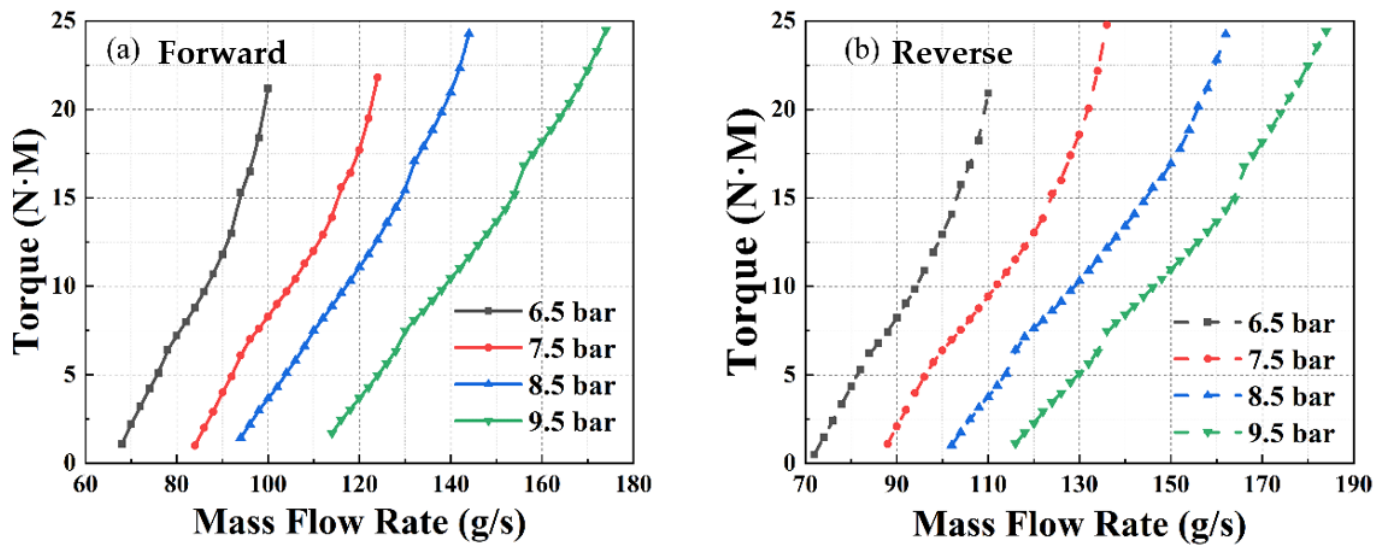 (a) Forward
Torque (N·M)
25
20
15
10
5
0
6.5 bar
7.5 bar
8.5 bar
9.5 bar
60 80 100 120 140 160 180
Mass Flow Rate (g/s)
(b) Reverse
Torque (N·M)
25
20
15
10
5
0
6.5 bar
7.5 bar
8.5 bar
9.5 bar
70 90 110 130 150 170 190
Mass Flow Rate (g/s)